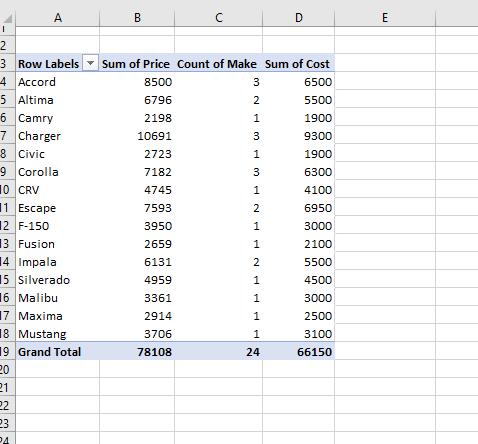 A B C D E
1
2
3 Row Labels Sum of Price Count of Make Sum of Cost
4 Accord 8500 3 6500
5 Altima 6796 2 5500
6 Camry 2198 1 1900
7 Charger 10691 3 9300
8 Civic 2723 1 1900
9 Corolla 7182 3 6300
10 CRV 4745 1 4100
11 Escape 7593 2 6950
12 F-150 3950 1 3000
13 Fusion 2659 1 2100
14 Impala 6131 2 5500
15 Silverado 4959 1 4500
16 Malibu 3361 1 3000
17 Maxima 2914 1 2500
18 Mustang 3706 1 3100
19 Grand Total 78108 24 66150
20
21
22
23
24